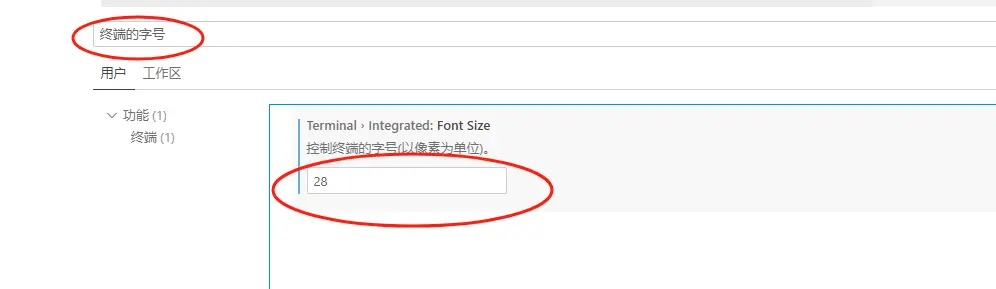 终端的字号
用户 工作区
功能 (1)
终端 (1)
Terminal › Integrated: Font Size
控制终端的字号(以像素为单位)。
28